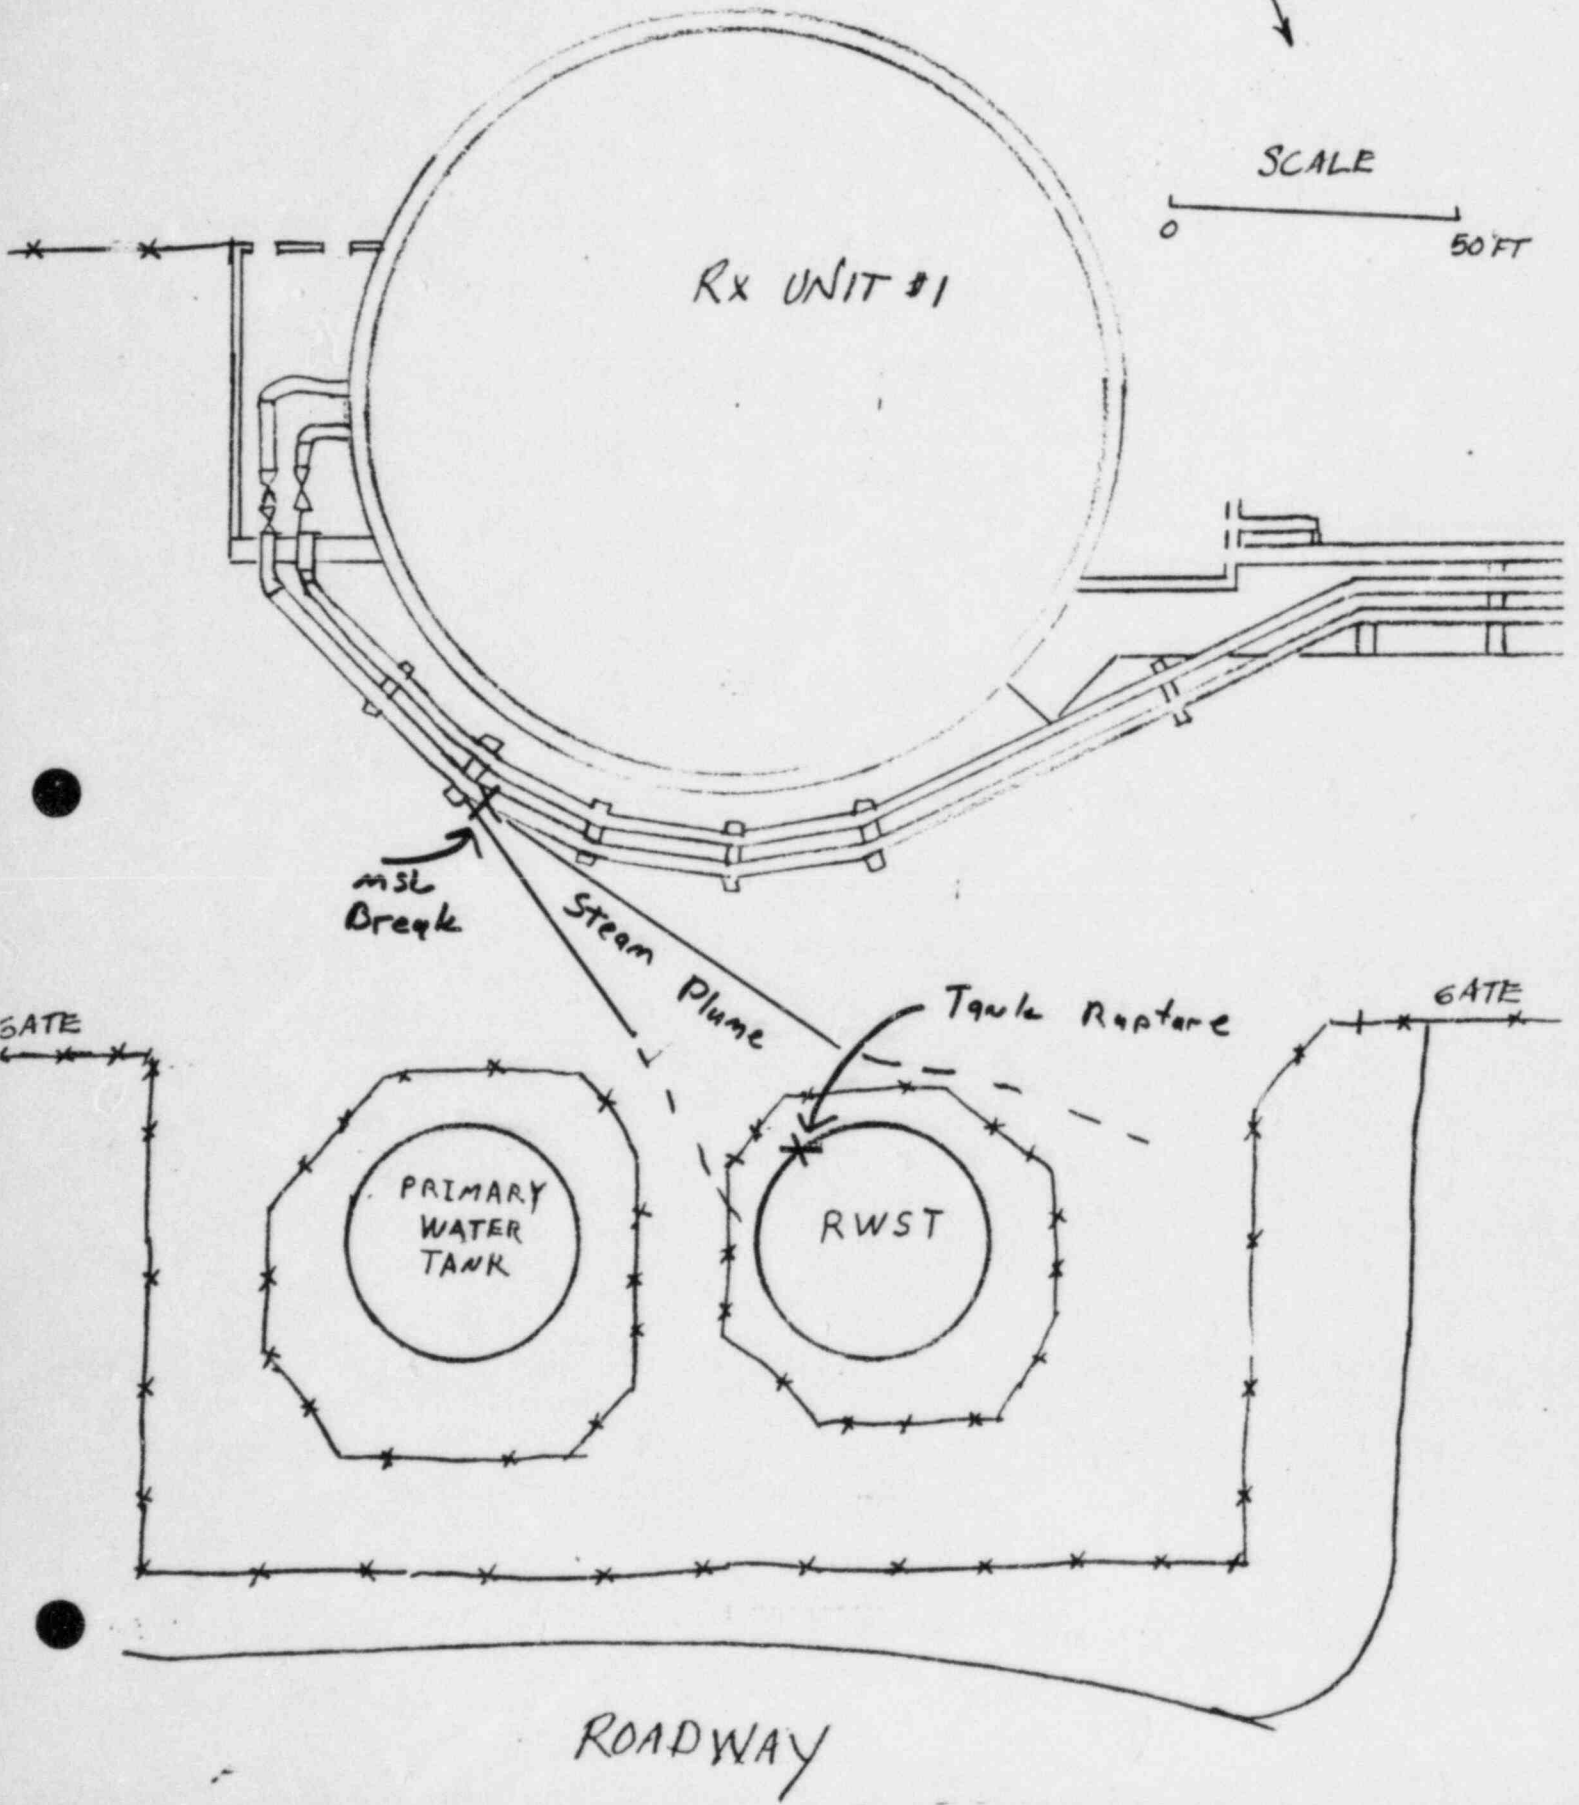 SCALE
0
50 FT
RX UNIT #1
MSL
Break
Steam Plume
Tank Rupture
GATE
GATE
PRIMARY
WATER
TANK
RWST
ROADWAY